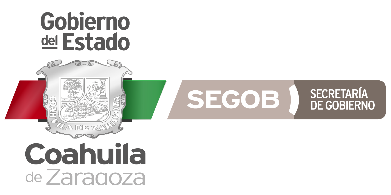 Gobierno
del Estado
Coahuila
de Zaragoza
SEGOB
SECRETARÍA
DE GOBIERNO